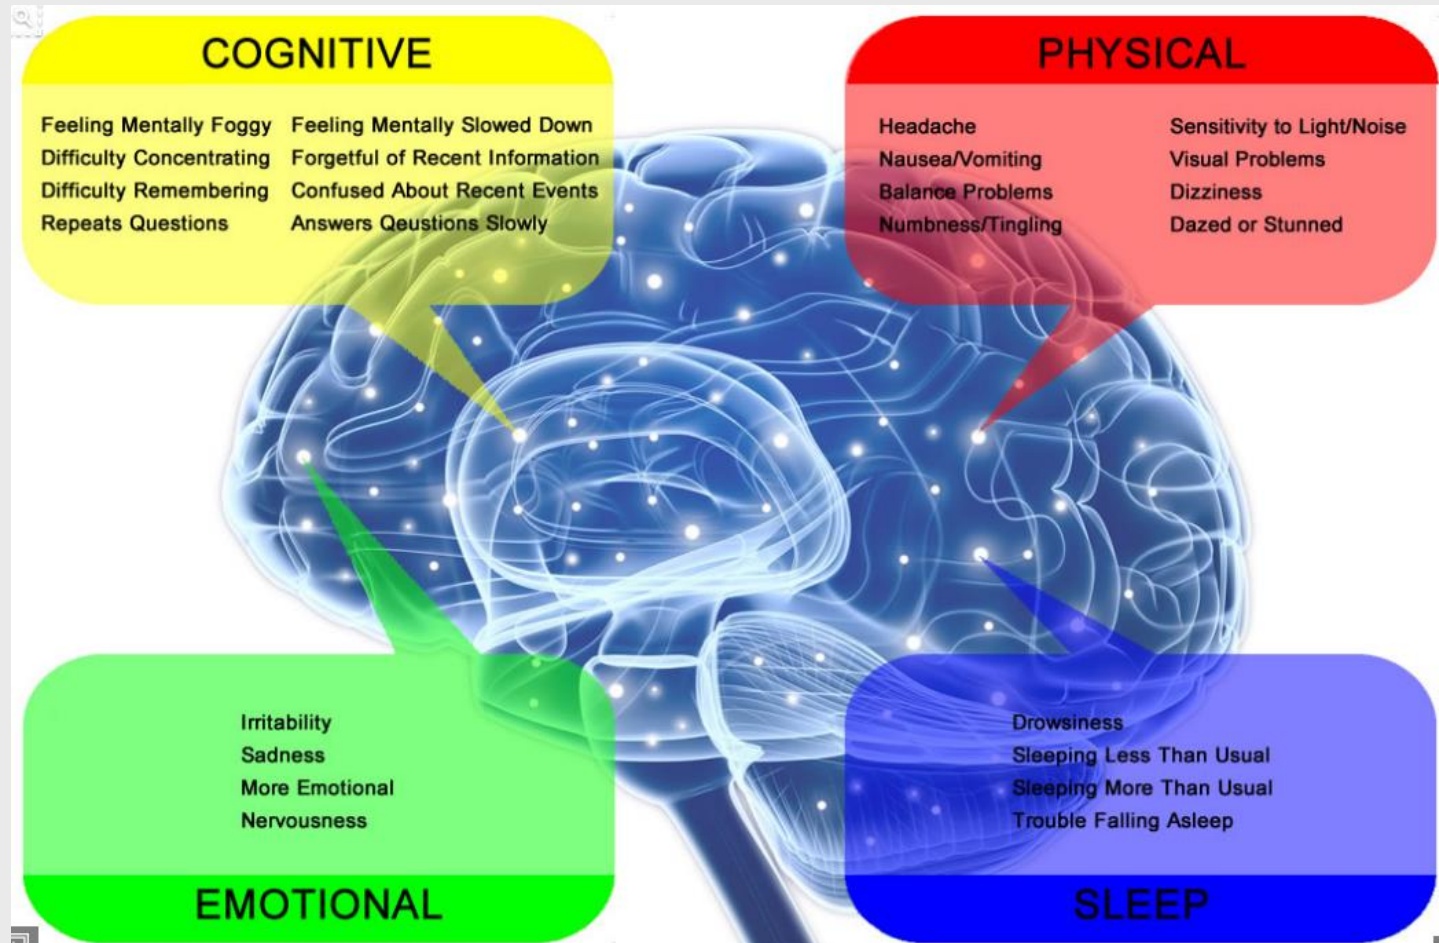 COGNITIVE
Feeling Mentally Foggy Feeling Mentally Slowed Down
Difficulty Concentrating Forgetful of Recent Information
Difficulty Remembering Confused About Recent Events
Repeats Questions Answers Qeustions Slowly
PHYSICAL
Headache Sensitivity to Light/Noise
Nausea/Vomiting Visual Problems
Balance Problems Dizziness
Numbness/Tingling Dazed or Stunned
Irritability
Sadness
More Emotional
Nervousness
EMOTIONAL
Drowsiness
Sleeping Less Than Usual
Sleeping More Than Usual
Trouble Falling Asleep
SLEEP